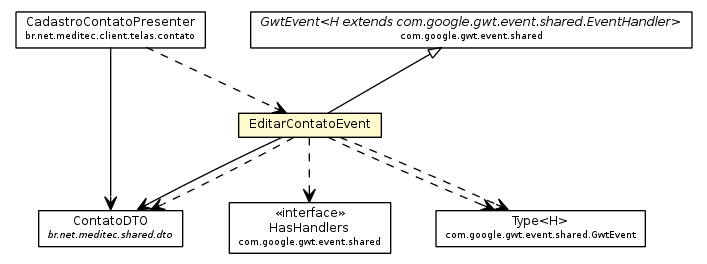 CadastroContatoPresenter
br.net.meditec.client.telas.contato
GwtEvent<H extends com.google.gwt.event.shared.EventHandler>
com.google.gwt.event.shared
EditarContatoEvent
ContatoDTO
br.net.meditec.shared.dto
«interface»
HasHandlers
com.google.gwt.event.shared
Type<H>
com.google.gwt.event.shared.GwtEvent